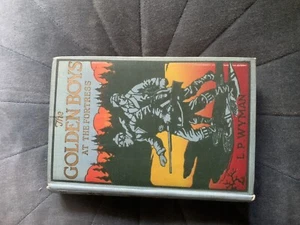 The
GOLDEN BOYS
AT THE FORTRESS
L P WYMAN